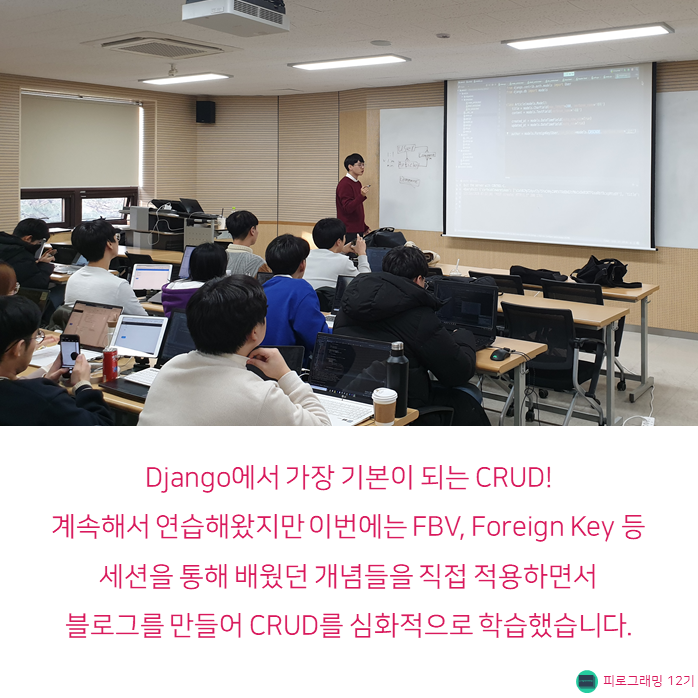 Django에서 가장 기본이 되는 CRUD!
계속해서 연습해왔지만 이번에는 FBV, Foreign Key 등
세션을 통해 배웠던 개념들을 직접 적용하면서
블로그를 만들어 CRUD를 심화적으로 학습했습니다.
피로그래밍 12기